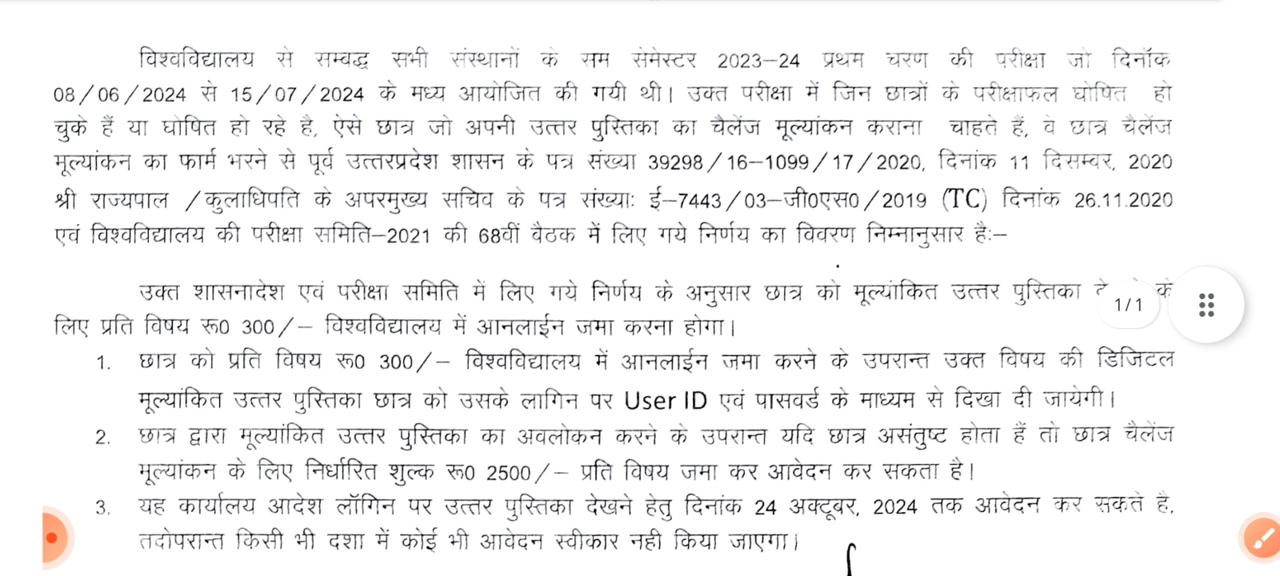 विश्वविद्यालय से सम्बद्ध सभी संस्थानों के सम सेमेस्टर 2023-24 प्रथम चरण की परीक्षा जो दिनॉक
08/06/2024 से 15/07/2024 के मध्य आयोजित की गयी थी। उक्त परीक्षा में जिन छात्रों के परीक्षाफल घोषित हो
चुके हैं या घोषित हो रहे है, ऐसे छात्र जो अपनी उत्तर पुस्तिका का चैलेंज मूल्यांकन कराना चाहते हैं, वे छात्र चैलेंज
मूल्यांकन का फार्म भरने से पूर्व उत्तरप्रदेश शासन के पत्र संख्या 39298/16-1099/17/2020, दिनांक 11 दिसम्बर, 2020
श्री राज्यपाल /कुलाधिपति के अपरमुख्य सचिव के पत्र संख्याः ई-7443/03-जी0एस0/2019 (TC) दिनांक 26.11.2020
एवं विश्वविद्यालय की परीक्षा समिति-2021 की 68वीं बैठक में लिए गये निर्णय का विवरण निम्नानुसार हैः-
उक्त शासनादेश एवं परीक्षा समिति में लिए गये निर्णय के अनुसार छात्र को मूल्यांकित उत्तर पुस्तिका के
1/1
लिए प्रति विषय रू0 300/- विश्वविद्यालय में आनलाईन जमा करना होगा।
1. छात्र को प्रति विषय रू0 300/- विश्वविद्यालय में आनलाईन जमा करने के उपरान्त उक्त विषय की डिजिटल
मूल्यांकित उत्तर पुस्तिका छात्र को उसके लागिन पर User ID एवं पासवर्ड के माध्यम से दिखा दी जायेगी।
2. छात्र द्वारा मूल्यांकित उत्तर पुस्तिका का अवलोकन करने के उपरान्त यदि छात्र असंतुष्ट होता हैं तो छात्र चैलेंज
मूल्यांकन के लिए निर्धारित शुल्क रू0 2500/- प्रति विषय जमा कर आवेदन कर सकता है।
3. यह कार्यालय आदेश लॉगिन पर उत्तर पुस्तिका देखने हेतु दिनांक 24 अक्टूबर, 2024 तक आवेदन कर सकते है,
तदोपरान्त किसी भी दशा में कोई भी आवेदन स्वीकार नही किया जाएगा।